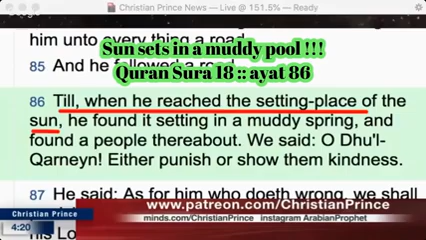 Christian Prince News — Live @ 151.5% — Ready
him unto every thing a road.
85 And he followed a road
Sun sets in a muddy pool !!!
Quran Sura 18 :: ayat 86
86 Till, when he reached the setting-place of the
sun, he found it setting in a muddy spring, and
found a people thereabout. We said: O Dhu'l-
Qarneyn! Either punish or show them kindness.
87 He said: As for him who doeth wrong, we shall
www.patreon.com/ChristianPrince
Christian Prince
minds.com/ChristianPrince instagram ArabianProphet
4:20
his Lo